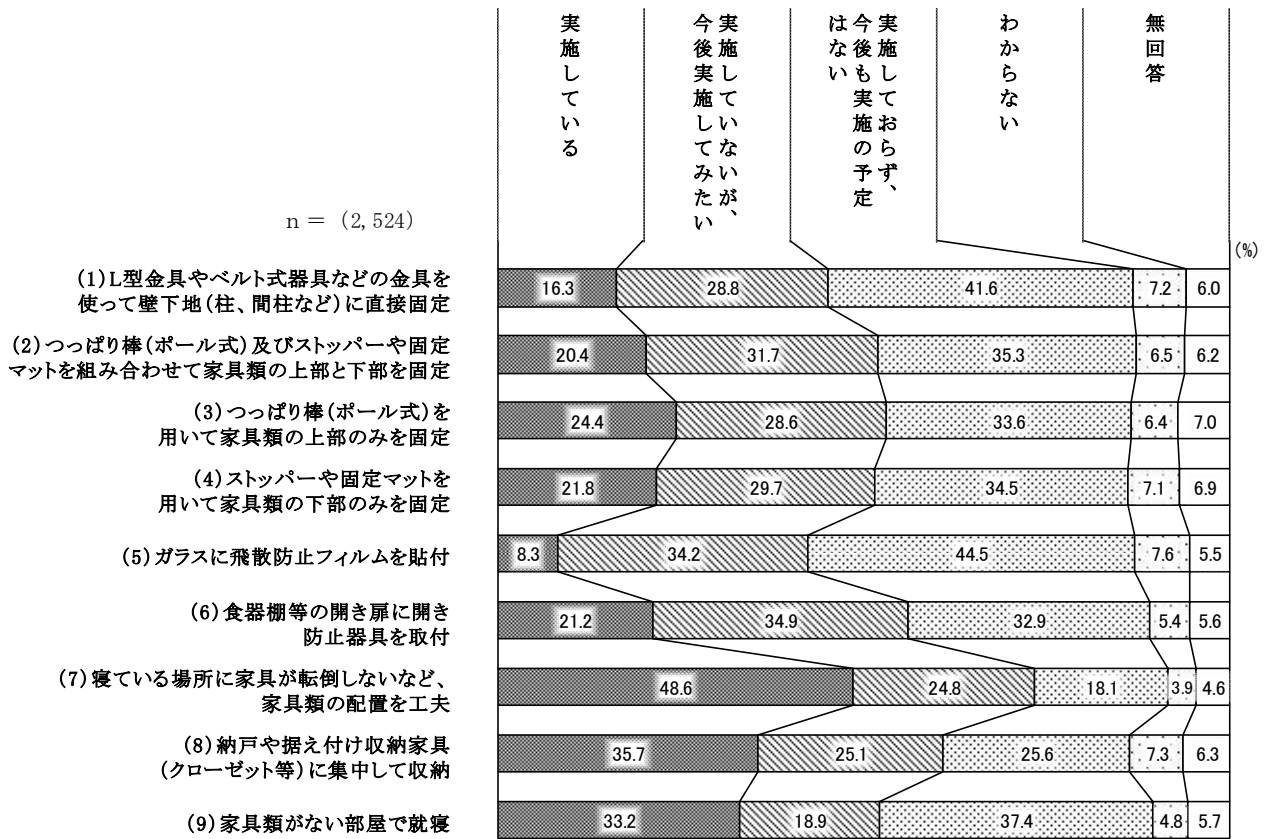 実施している
実施していないが、
今後実施してみたい
実施しておらず、
今後も実施の予定
はない
わからない
無回答
n = (2,524)
(%)
(1)L型金具やベルト式器具などの金具を
使って壁下地(柱、間柱など)に直接固定
16.3 28.8 41.6 7.2 6.0
(2)つっぱり棒(ポール式)及びストッパーや固定
マットを組み合わせて家具類の上部と下部を固定
20.4 31.7 35.3 6.5 6.2
(3)つっぱり棒(ポール式)を
用いて家具類の上部のみを固定
24.4 28.6 33.6 6.4 7.0
(4)ストッパーや固定マットを
用いて家具類の下部のみを固定
21.8 29.7 34.5 7.1 6.9
(5)ガラスに飛散防止フィルムを貼付
8.3 34.2 44.5 7.6 5.5
(6)食器棚等の開き扉に開き
防止器具を取付
21.2 34.9 32.9 5.4 5.6
(7)寝ている場所に家具が転倒しないなど、
家具類の配置を工夫
48.6 24.8 18.1 3.9 4.6
(8)納戸や据え付け収納家具
(クローゼット等)に集中して収納
35.7 25.1 25.6 7.3 6.3
(9)家具類がない部屋で就寝
33.2 18.9 37.4 4.8 5.7